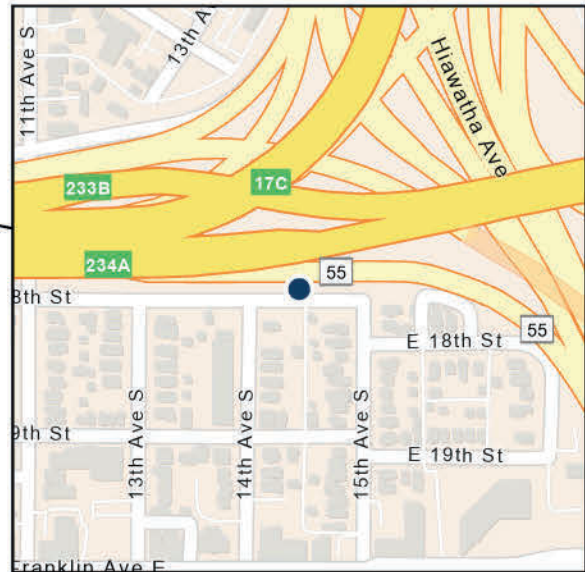 11th Ave S
13th Av
Hiawatha Ave
233B
17C
234A
55
8th St
55
E 18th St
13th Ave S
14th Ave S
15th Ave S
9th St
E 19th St
Franklin Ave E